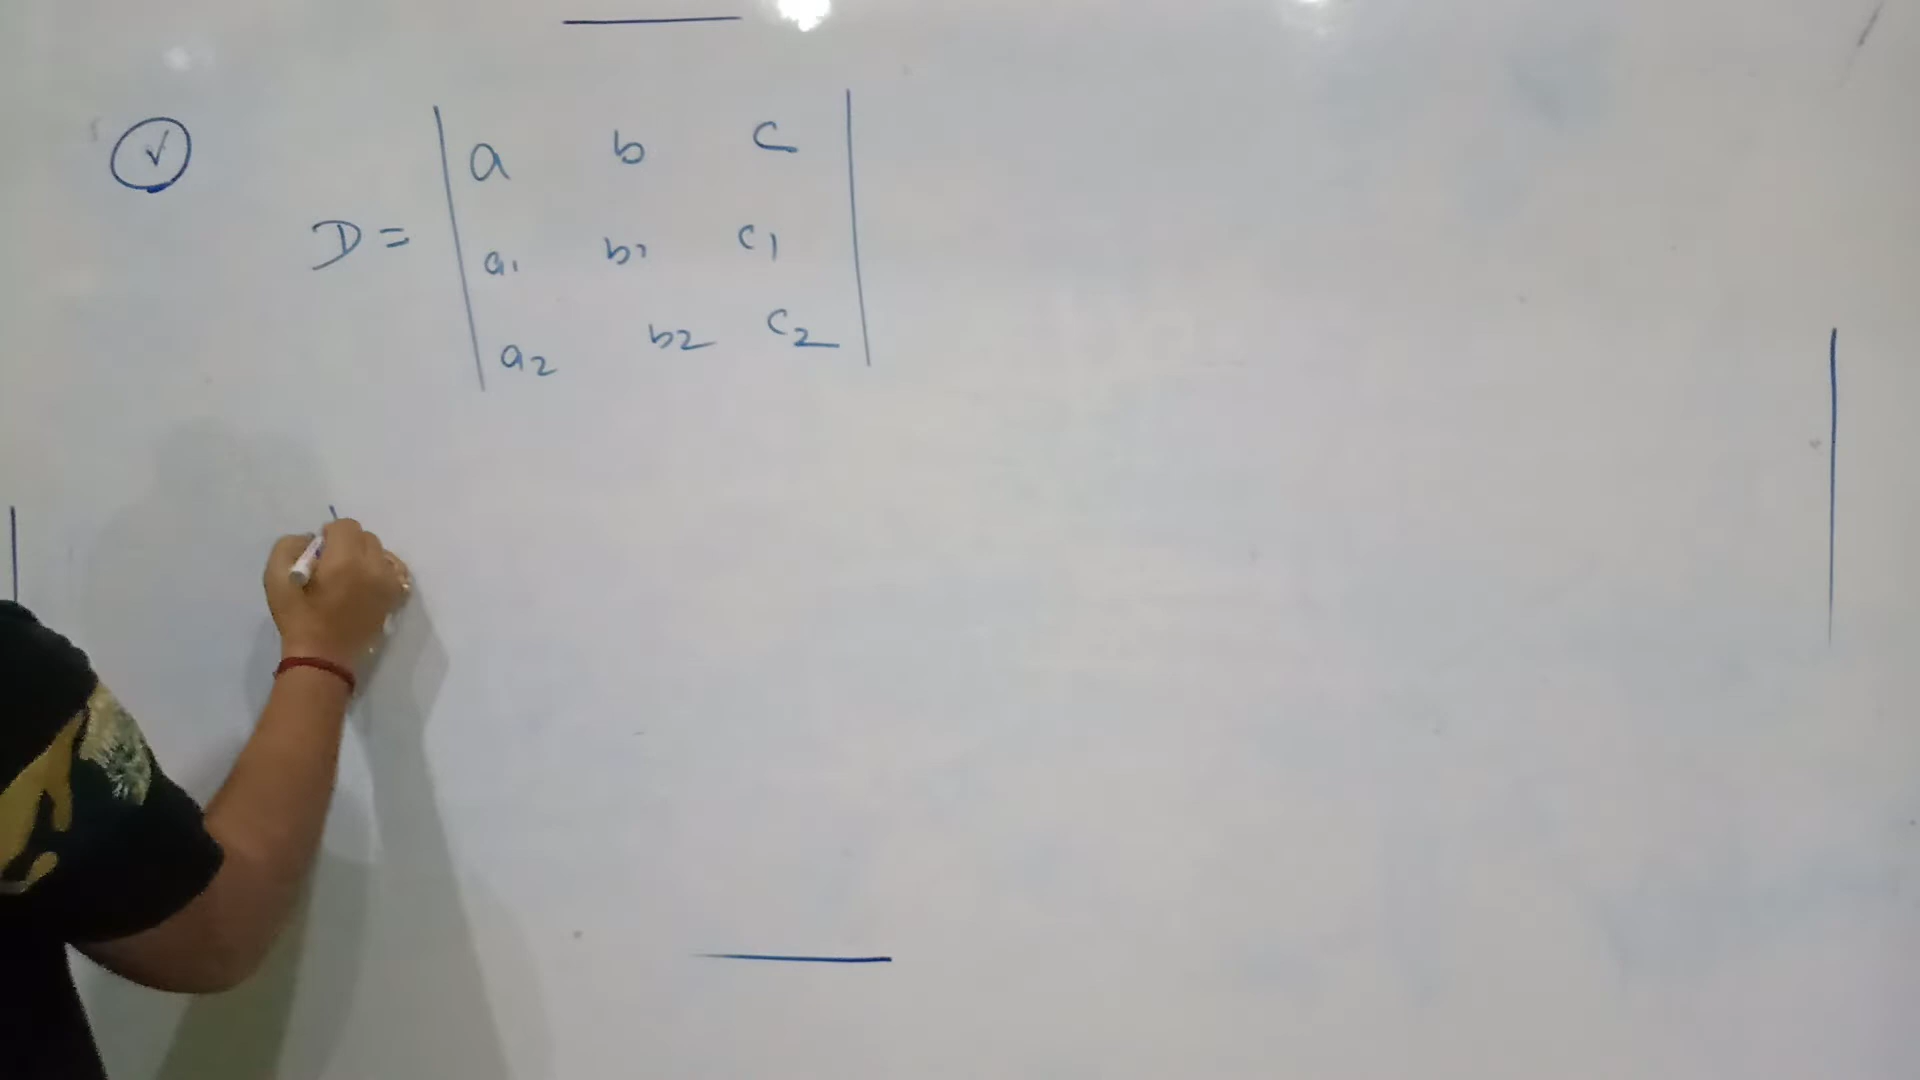 (v)
D = | a b c |
| a1 b1 c1 |
| a2 b2 c2 |